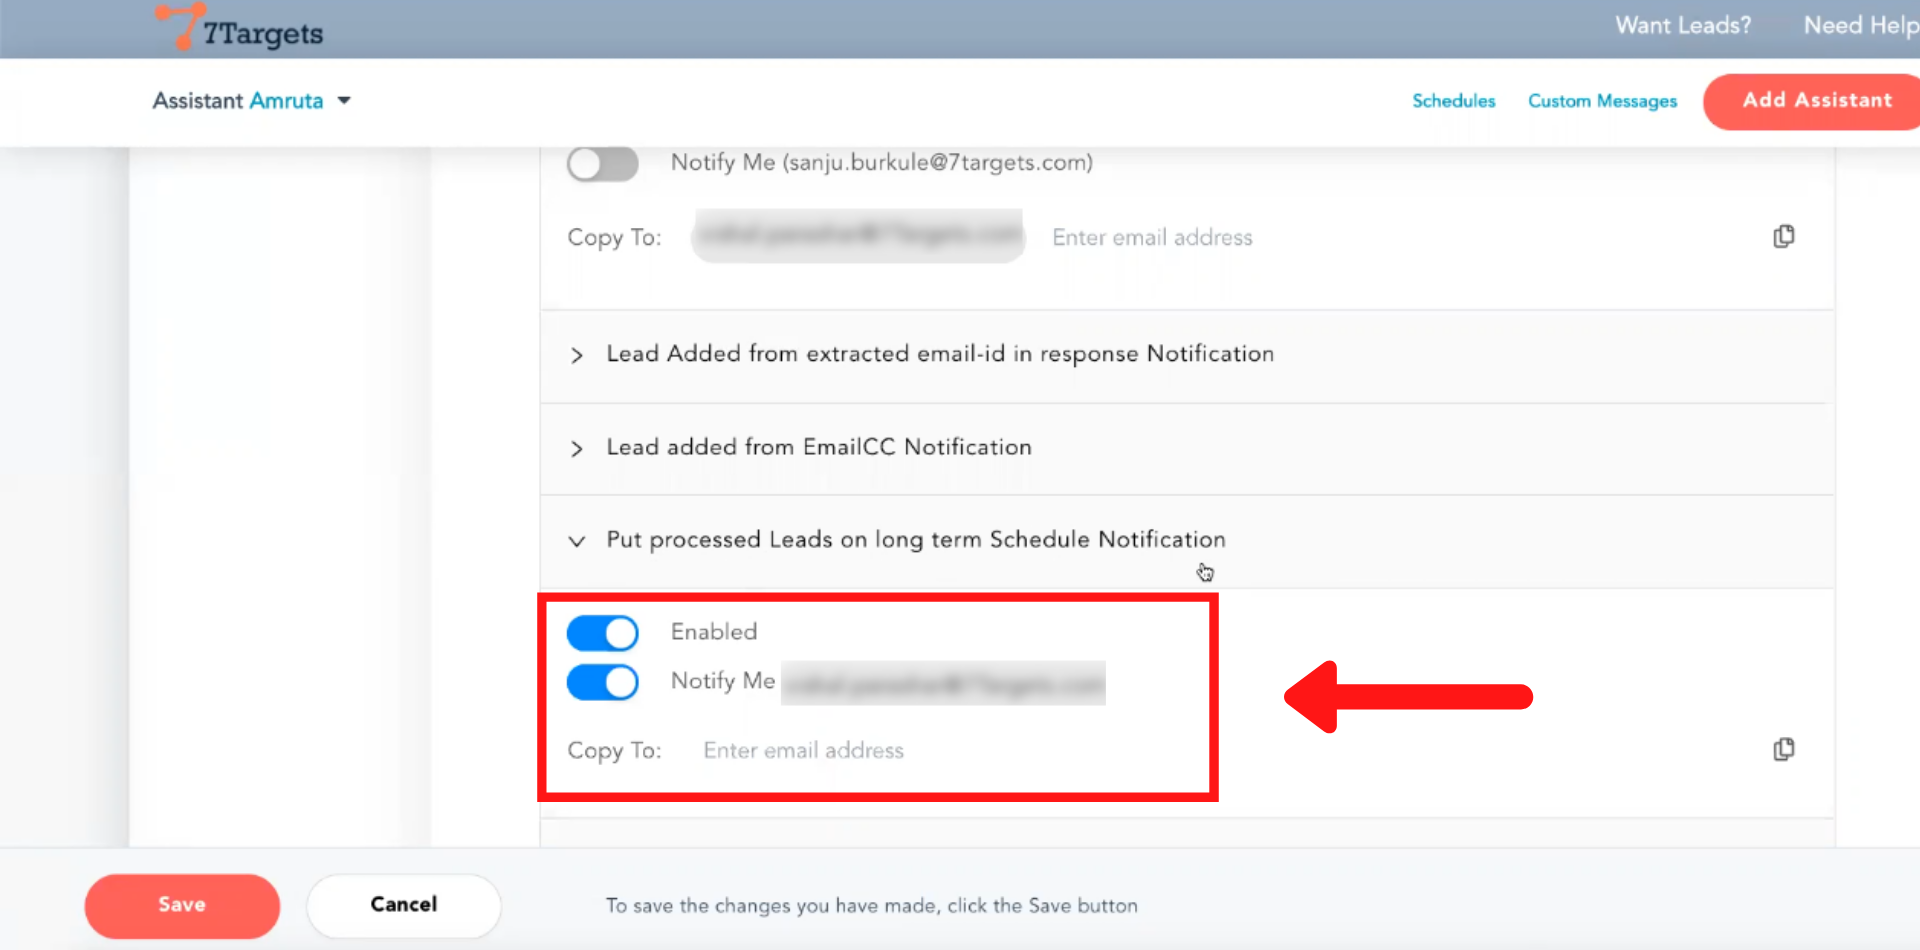 7Targets
Want Leads? Need Help
Assistant Amruta
Schedules Custom Messages Add Assistant
Notify Me (sanju.burkule@7targets.com)
Copy To: Enter email address
Lead Added from extracted email-id in response Notification
Lead added from EmailCC Notification
Put processed Leads on long term Schedule Notification
Enabled
Notify Me
Copy To: Enter email address
Save Cancel To save the changes you have made, click the Save button